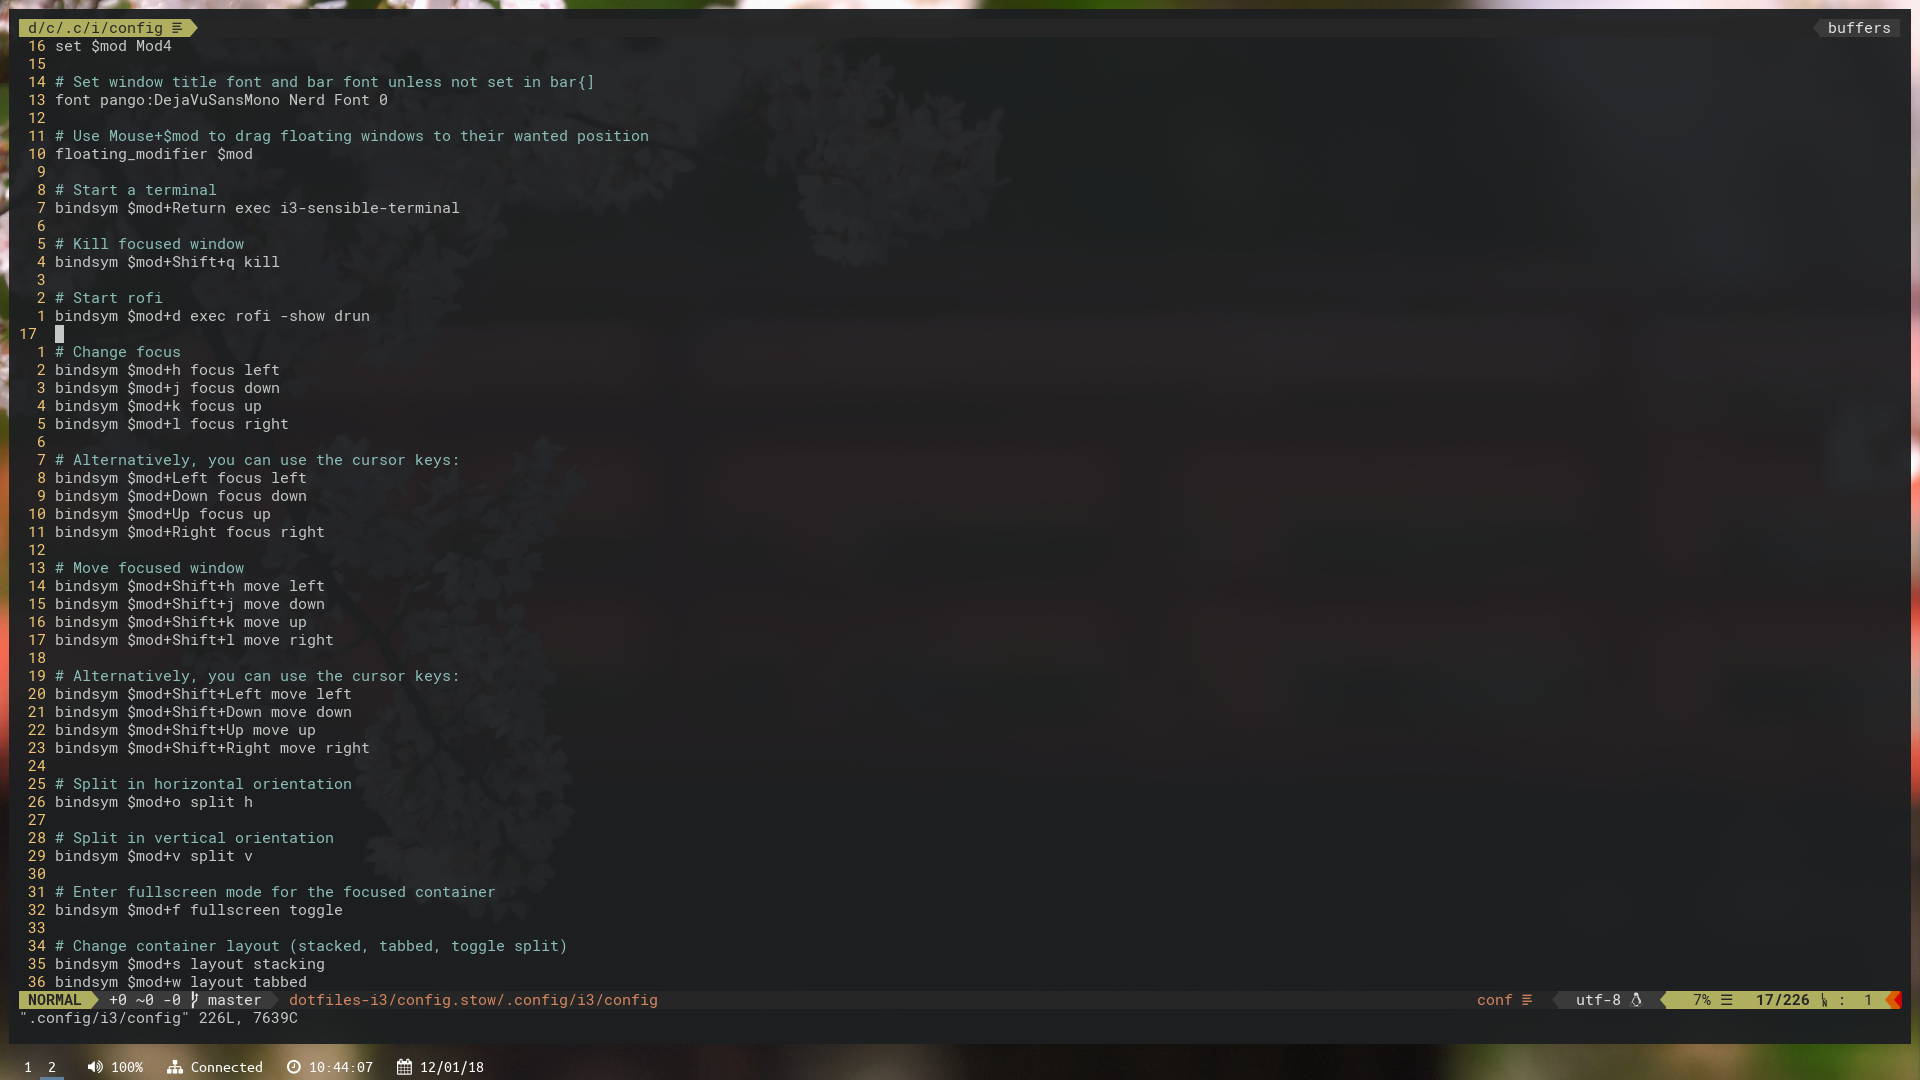 d/c/.c/i/config buffers
16 set $mod Mod4
15
14 # Set window title font and bar font unless not set in bar{]
13 font pango:DejaVuSansMono Nerd Font 0
12
11 # Use Mouse+$mod to drag floating windows to their wanted position
10 floating_modifier $mod
9
8 # Start a terminal
7 bindsym $mod+Return exec i3-sensible-terminal
6
5 # Kill focused window
4 bindsym $mod+Shift+q kill
3
2 # Start rofi
1 bindsym $mod+d exec rofi -show drun
17
1 # Change focus
2 bindsym $mod+h focus left
3 bindsym $mod+j focus down
4 bindsym $mod+k focus up
5 bindsym $mod+l focus right
6
7 # Alternatively, you can use the cursor keys:
8 bindsym $mod+Left focus left
9 bindsym $mod+Down focus down
10 bindsym $mod+Up focus up
11 bindsym $mod+Right focus right
12
13 # Move focused window
14 bindsym $mod+Shift+h move left
15 bindsym $mod+Shift+j move down
16 bindsym $mod+Shift+k move up
17 bindsym $mod+Shift+l move right
18
19 # Alternatively, you can use the cursor keys:
20 bindsym $mod+Shift+Left move left
21 bindsym $mod+Shift+Down move down
22 bindsym $mod+Shift+Up move up
23 bindsym $mod+Shift+Right move right
24
25 # Split in horizontal orientation
26 bindsym $mod+o split h
27
28 # Split in vertical orientation
29 bindsym $mod+v split v
30
31 # Enter fullscreen mode for the focused container
32 bindsym $mod+f fullscreen toggle
33
34 # Change container layout (stacked, tabbed, toggle split)
35 bindsym $mod+s layout stacking
36 bindsym $mod+w layout tabbed
NORMAL +0 ~0 -0 master dotfiles-i3/config.stow/.config/i3/config conf utf-8 7% ☰ 17/226 : 1
".config/i3/config" 226L, 7639C
1 2 100% Connected 10:44:07 12/01/18